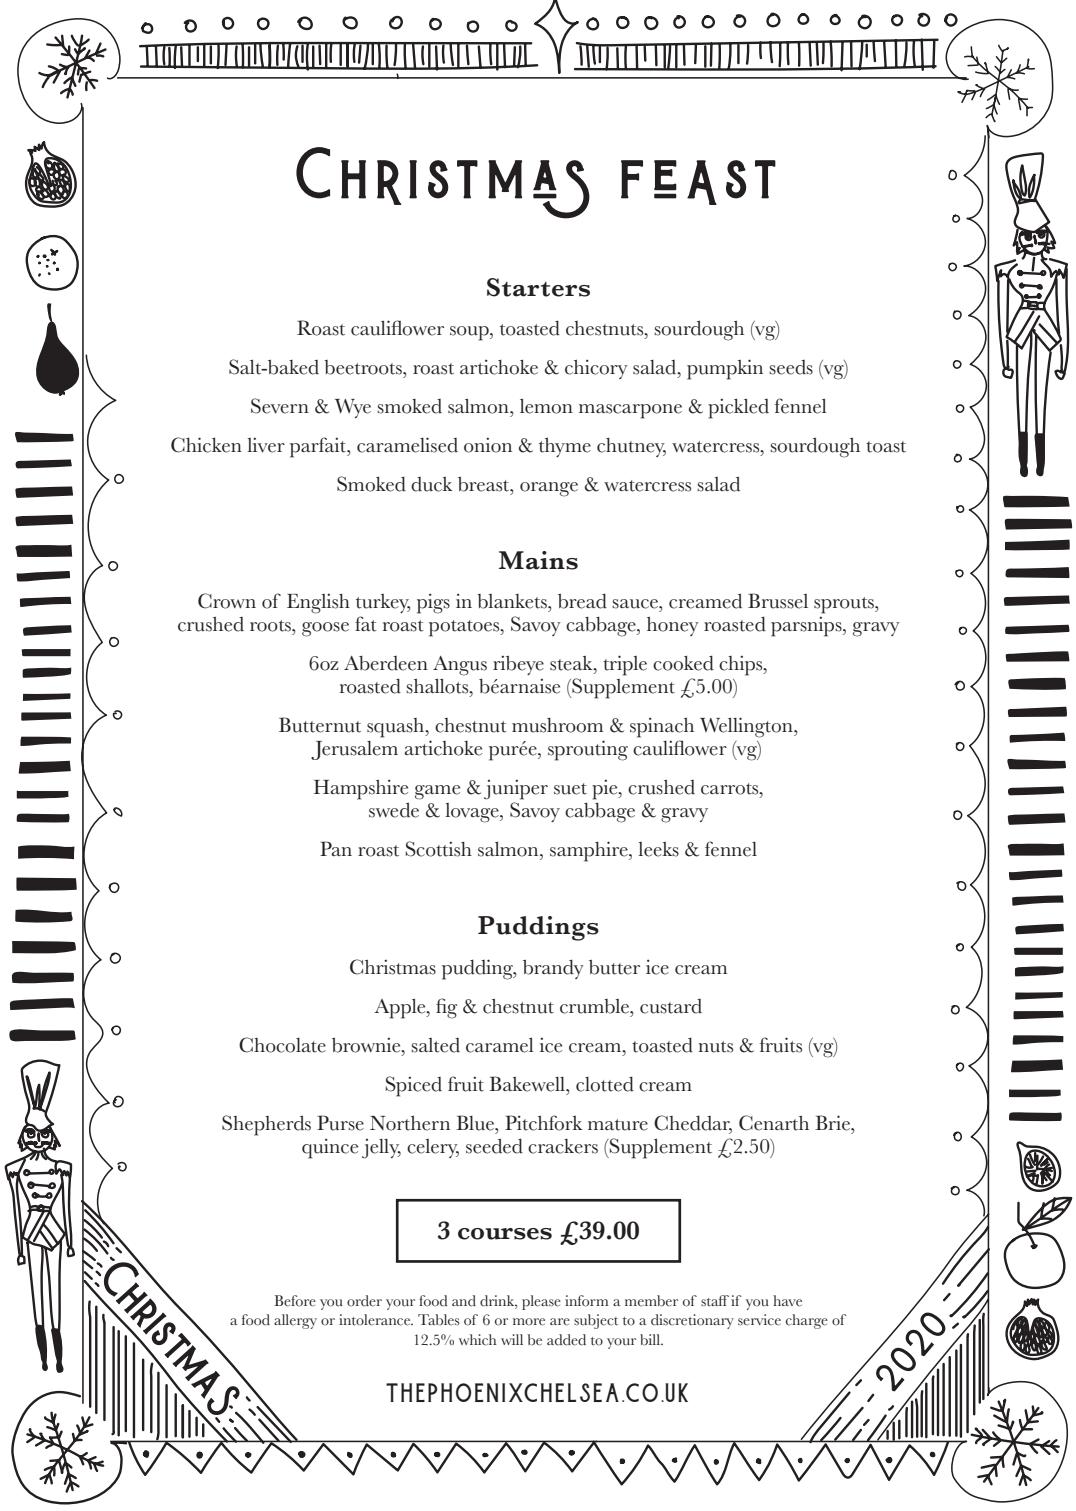 Christmas feast
Starters
Roast cauliflower soup, toasted chestnuts, sourdough (vg)
Salt-baked beetroots, roast artichoke & chicory salad, pumpkin seeds (vg)
Severn & Wye smoked salmon, lemon mascarpone & pickled fennel
Chicken liver parfait, caramelised onion & thyme chutney, watercress, sourdough toast
Smoked duck breast, orange & watercress salad
Mains
Crown of English turkey, pigs in blankets, bread sauce, creamed Brussel sprouts,
crushed roots, goose fat roast potatoes, Savoy cabbage, honey roasted parsnips, gravy
6oz Aberdeen Angus ribeye steak, triple cooked chips,
roasted shallots, béarnaise (Supplement £5.00)
Butternut squash, chestnut mushroom & spinach Wellington,
Jerusalem artichoke purée, sprouting cauliflower (vg)
Hampshire game & juniper suet pie, crushed carrots,
swede & lovage, Savoy cabbage & gravy
Pan roast Scottish salmon, samphire, leeks & fennel
Puddings
Christmas pudding, brandy butter ice cream
Apple, fig & chestnut crumble, custard
Chocolate brownie, salted caramel ice cream, toasted nuts & fruits (vg)
Spiced fruit Bakewell, clotted cream
Shepherds Purse Northern Blue, Pitchfork mature Cheddar, Cenarth Brie,
quince jelly, celery, seeded crackers (Supplement £2.50)
3 courses £39.00
Before you order your food and drink, please inform a member of staff if you have
a food allergy or intolerance. Tables of 6 or more are subject to a discretionary service charge of
12.5% which will be added to your bill.
THEPHOENIXCHELSEA.CO.UK
Christmas
2020